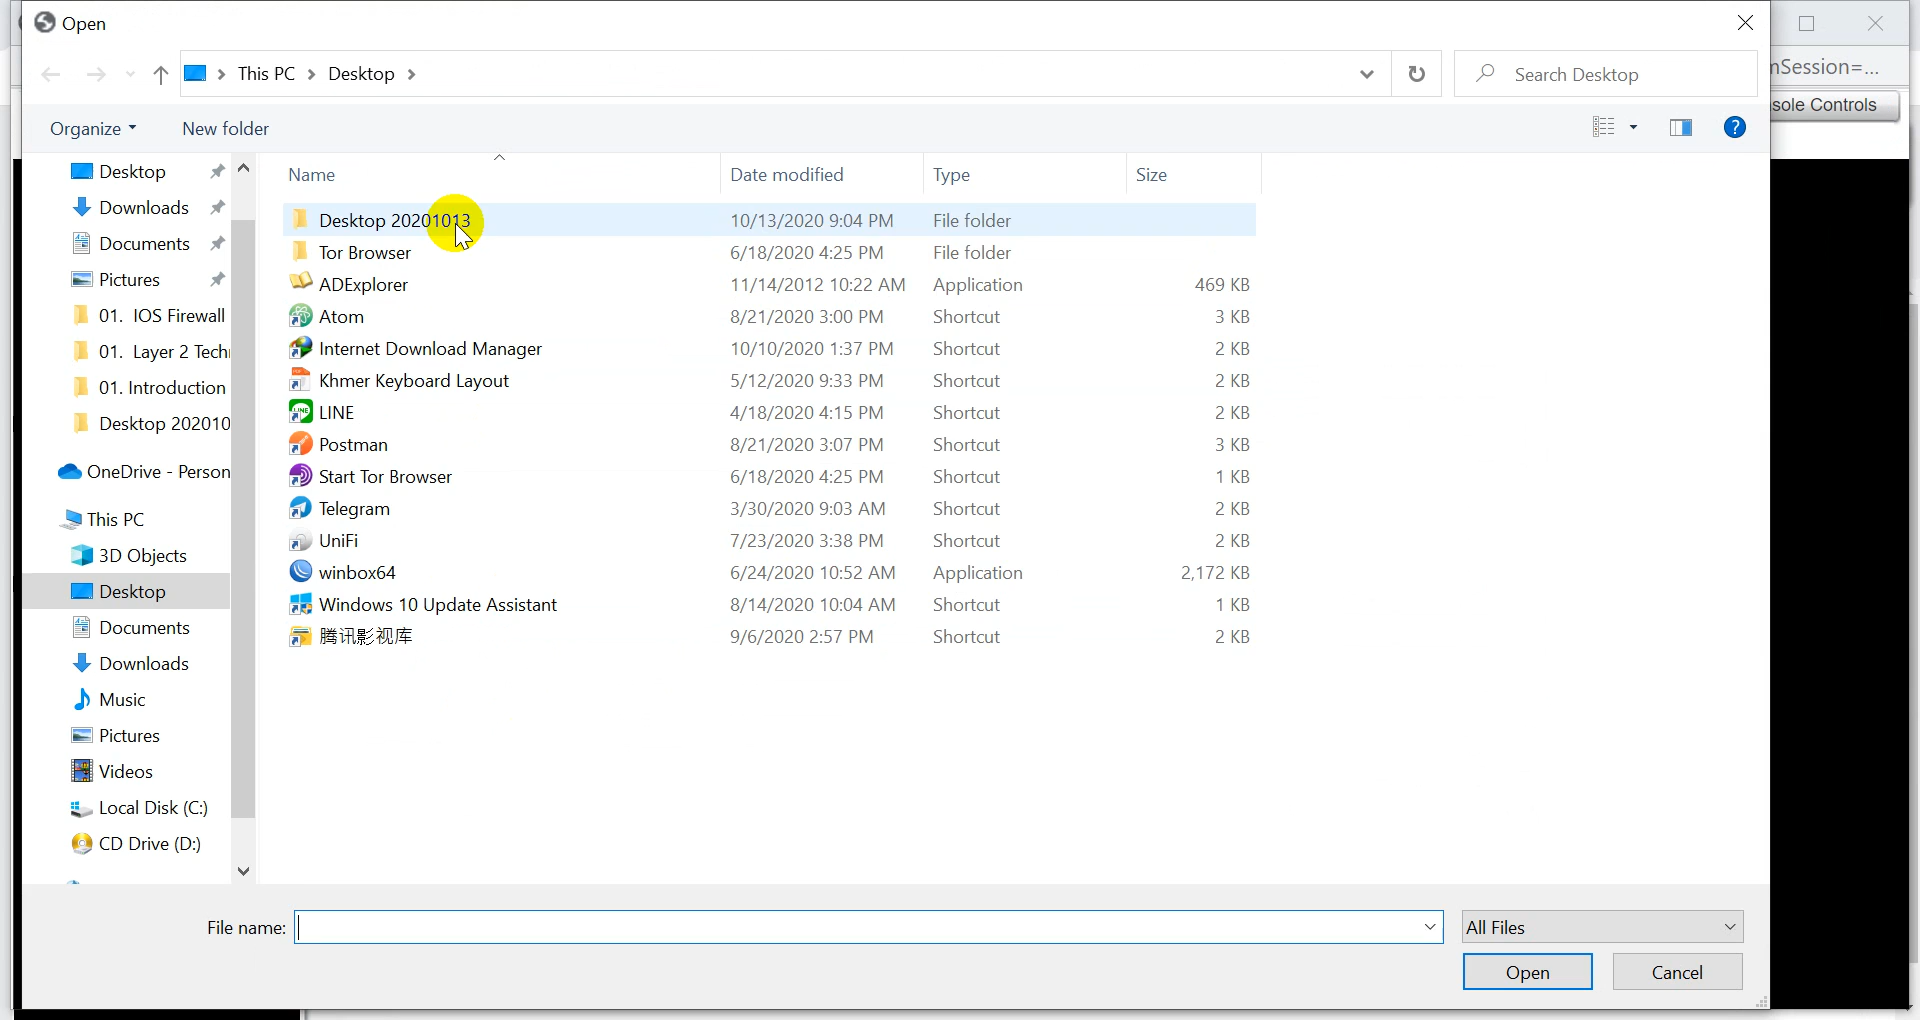 Open
This PC > Desktop >
Search Desktop
mSession=...
sole Controls
Organize
New folder
Desktop
Downloads
Documents
Pictures
01. IOS Firewall
01. Layer 2 Techn
01. Introduction
Desktop 202010
OneDrive - Person
This PC
3D Objects
Desktop
Documents
Downloads
Music
Pictures
Videos
Local Disk (C:)
CD Drive (D:)
Name Date modified Type Size
Desktop 20201013 10/13/2020 9:04 PM File folder
Tor Browser 6/18/2020 4:25 PM File folder
ADExplorer 11/14/2012 10:22 AM Application 469 KB
Atom 8/21/2020 3:00 PM Shortcut 3 KB
Internet Download Manager 10/10/2020 1:37 PM Shortcut 2 KB
Khmer Keyboard Layout 5/12/2020 9:33 PM Shortcut 2 KB
LINE 4/18/2020 4:15 PM Shortcut 2 KB
Postman 8/21/2020 3:07 PM Shortcut 3 KB
Start Tor Browser 6/18/2020 4:25 PM Shortcut 1 KB
Telegram 3/30/2020 9:03 AM Shortcut 2 KB
UniFi 7/23/2020 3:38 PM Shortcut 2 KB
winbox64 6/24/2020 10:52 AM Application 2,172 KB
Windows 10 Update Assistant 8/14/2020 10:04 AM Shortcut 1 KB
腾讯影视库 9/6/2020 2:57 PM Shortcut 2 KB
File name:
All Files
Open
Cancel